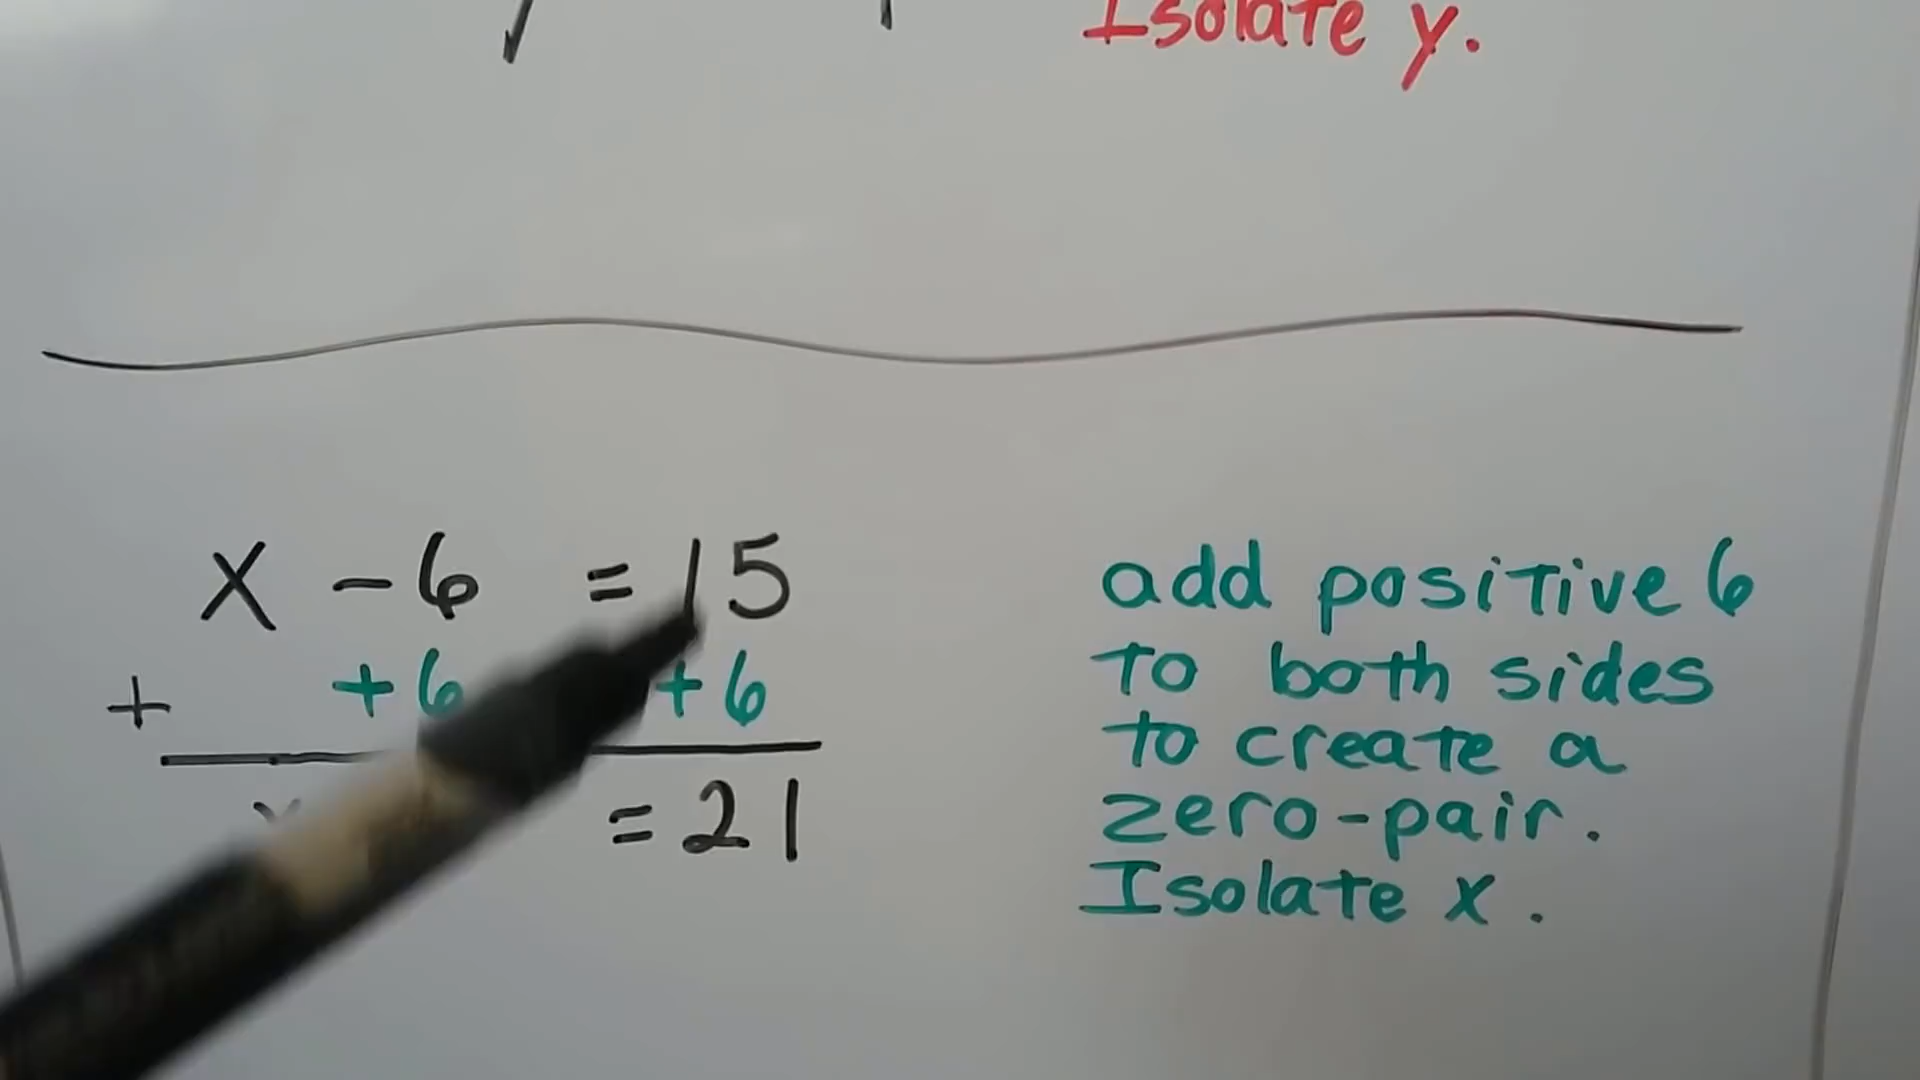 Isolate y.
x - 6 = 15
+ +6 +6
x = 21
add positive 6
to both sides
to create a
zero-pair.
Isolate x.